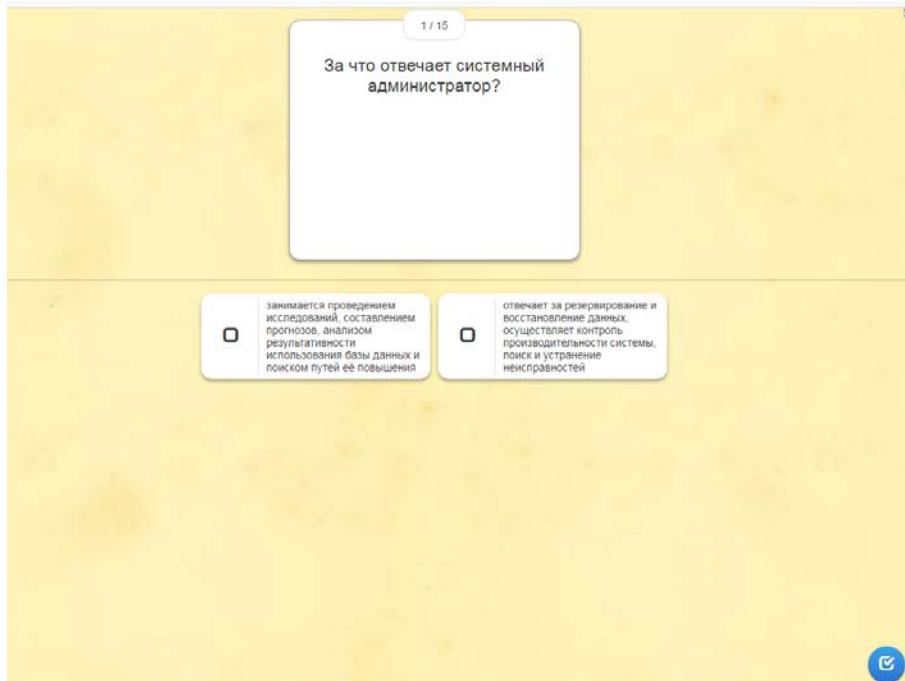 1 / 15
За что отвечает системный
администратор?
занимается проведением
исследований, составлением
прогнозов, анализом
результативности
использования базы данных и
поиском путей её повышения
отвечает за резервирование и
восстановление данных,
осуществляет контроль
производительности системы,
поиск и устранение
неисправностей